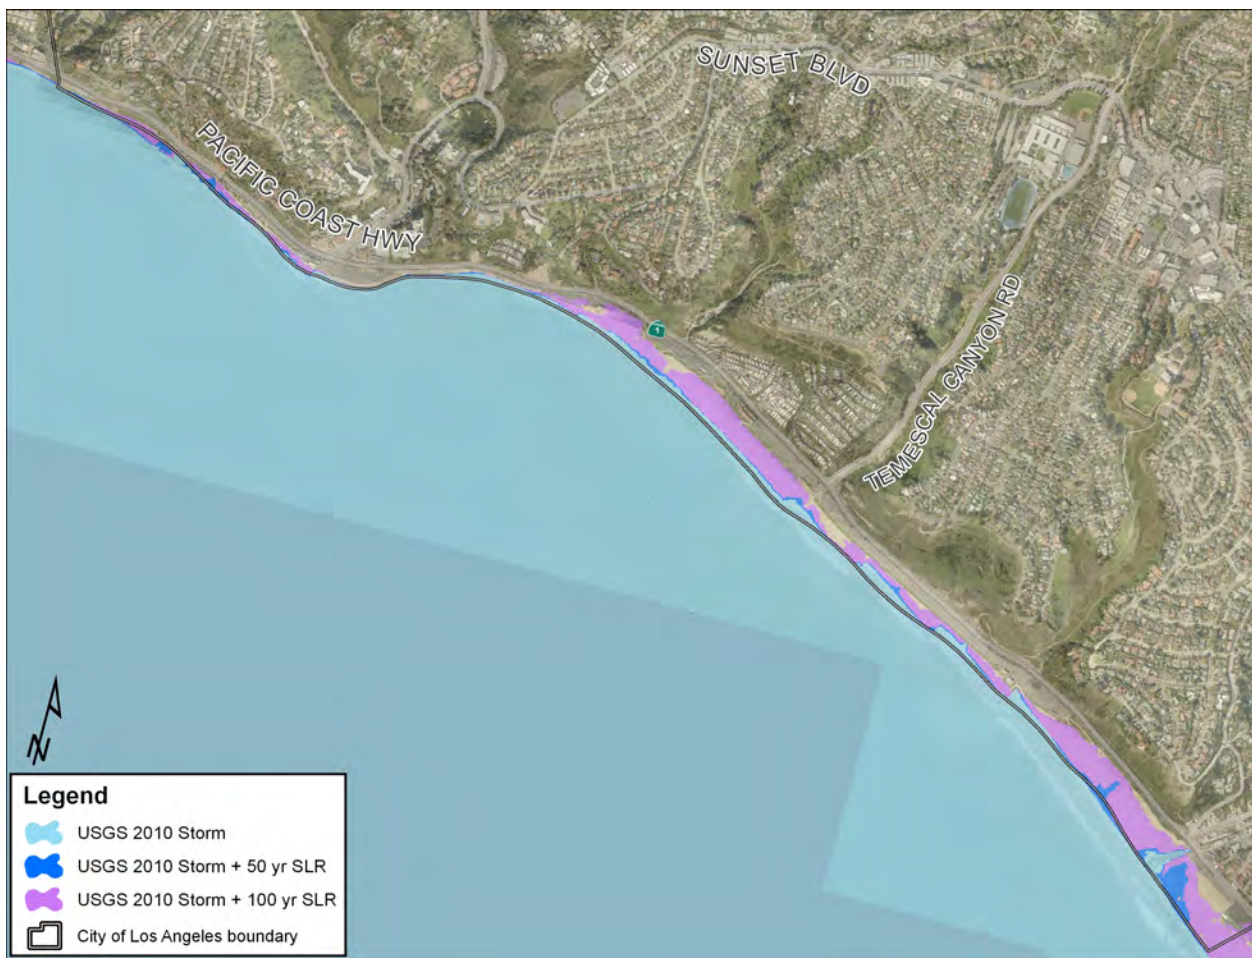 SUNSET BLVD
PACIFIC COAST HWY
1
TEMESCAL CANYON RD
N
Legend
USGS 2010 Storm
USGS 2010 Storm + 50 yr SLR
USGS 2010 Storm + 100 yr SLR
City of Los Angeles boundary